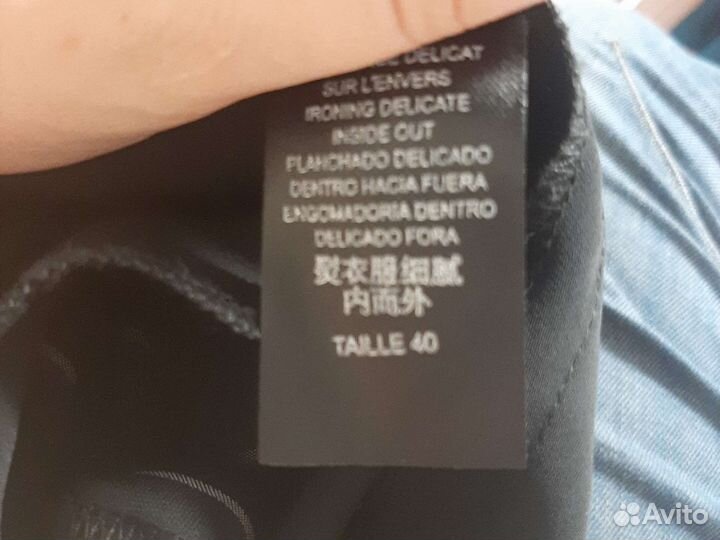 DELICAT
SUR L'ENVERS
IRONING DELICATE
INSIDE OUT
PLANCHADO DELICADO
DENTRO HACIA FUERA
ENGOMADORIA DENTRO
DELICADO FORA
熨衣服细腻
内而外
TAILLE 40
Avito